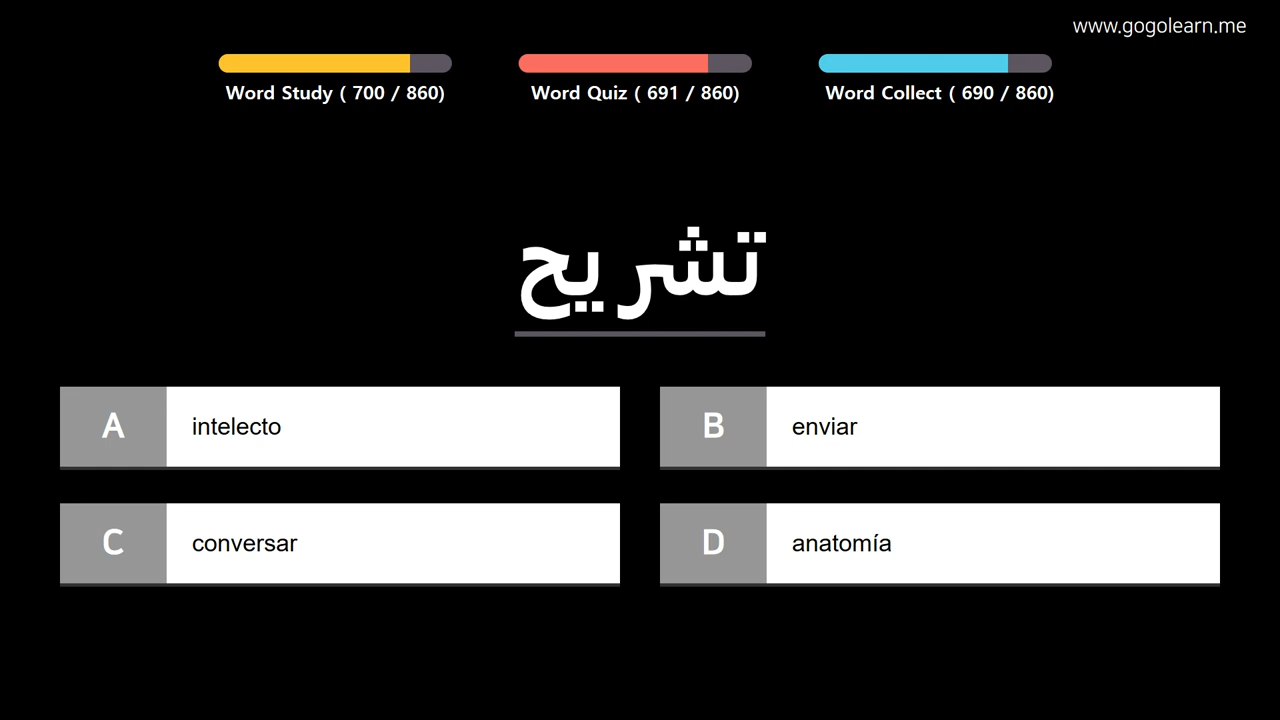 www.gogolearn.me
Word Study ( 700 / 860)
Word Quiz ( 691 / 860)
Word Collect ( 690 / 860)
تشريح
A intelecto
B enviar
C conversar
D anatomía